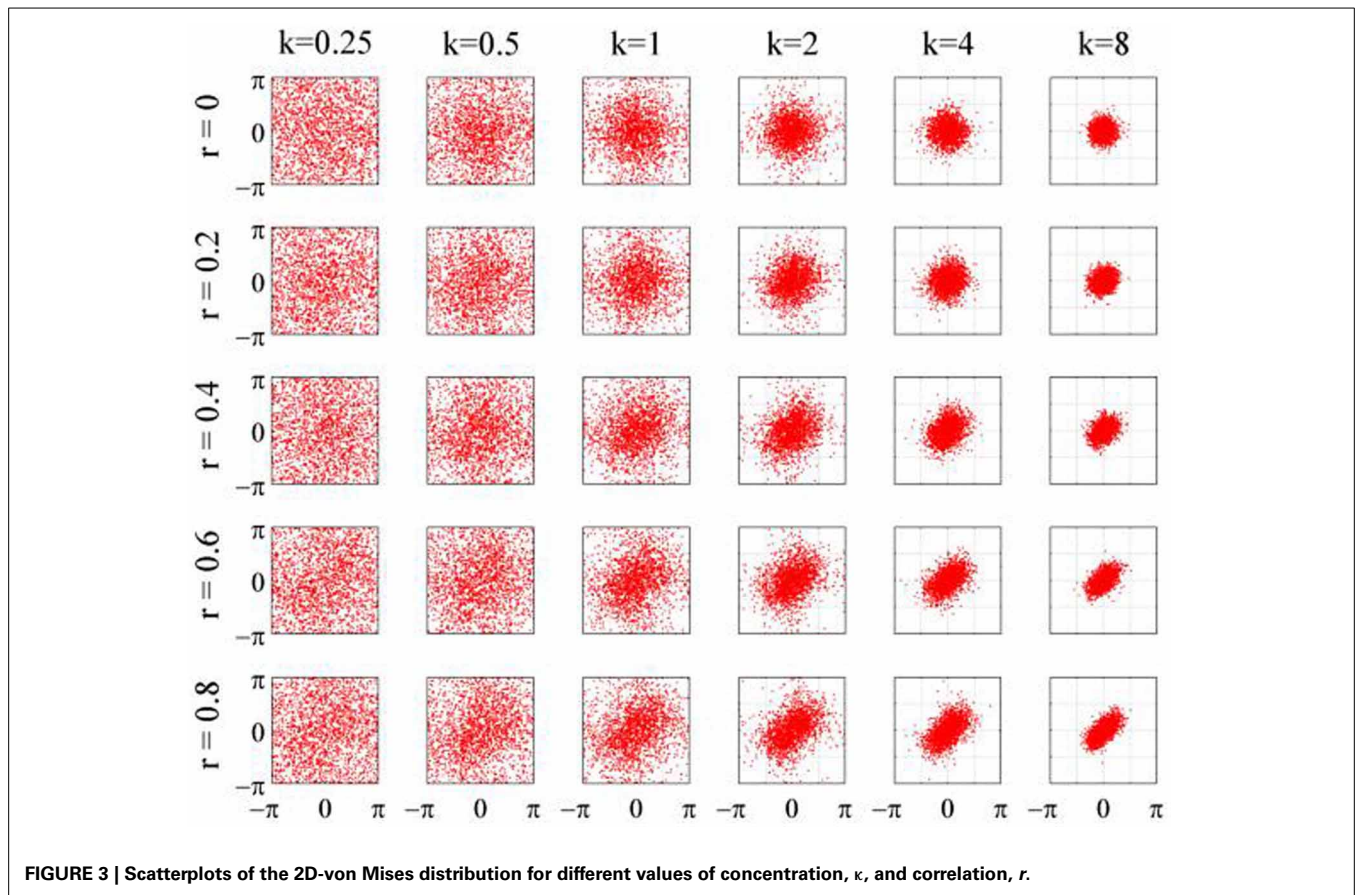 k=0.25 k=0.5 k=1 k=2 k=4 k=8
r = 0
π
0
−π
r = 0.2
π
0
−π
r = 0.4
π
0
−π
r = 0.6
π
0
−π
r = 0.8
π
0
−π
−π 0 π −π 0 π −π 0 π −π 0 π −π 0 π −π 0 π
FIGURE 3 | Scatterplots of the 2D-von Mises distribution for different values of concentration, κ, and correlation, r.